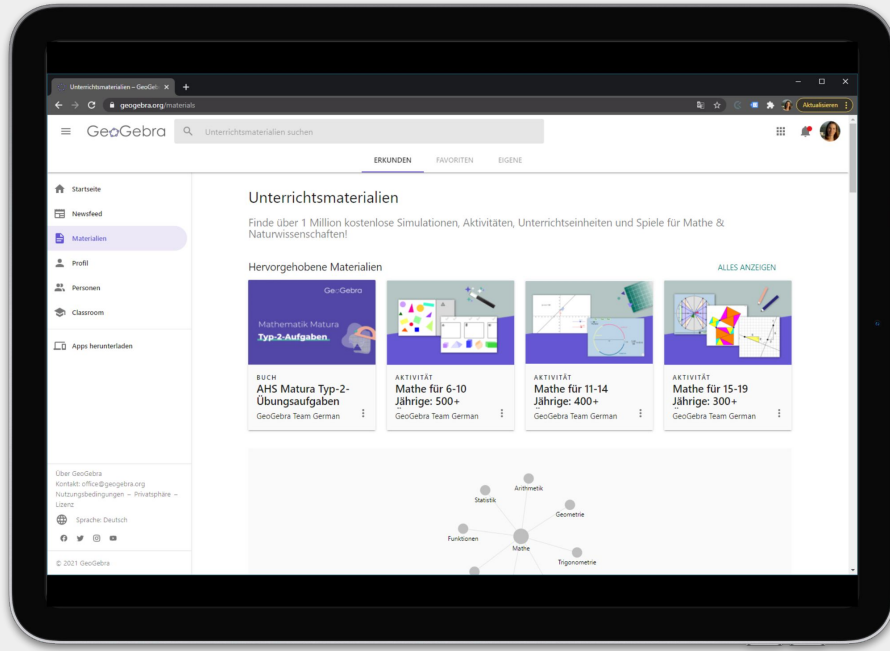 Unterrichtsmaterialien – GeoGeb
geogebra.org/materials
Aktualisieren
GeoGebra
Unterrichtsmaterialien suchen
ERKUNDEN FAVORITEN EIGENE
Startseite
Newsfeed
Materialien
Profil
Personen
Classroom
Apps herunterladen
Über GeoGebra
Kontakt: office@geogebra.org
Nutzungsbedingungen – Privatsphäre –
Lizenz
Sprache: Deutsch
© 2021 GeoGebra
Unterrichtsmaterialien
Finde über 1 Million kostenlose Simulationen, Aktivitäten, Unterrichtseinheiten und Spiele für Mathe &
Naturwissenschaften!
Hervorgehobene Materialien
ALLES ANZEIGEN
GeoGebra
Mathematik Matura
Typ-2-Aufgaben
BUCH
AHS Matura Typ-2-
Übungsaufgaben
GeoGebra Team German
AKTIVITÄT
Mathe für 6-10
Jährige: 500+
GeoGebra Team German
AKTIVITÄT
Mathe für 11-14
Jährige: 400+
GeoGebra Team German
AKTIVITÄT
Mathe für 15-19
Jährige: 300+
GeoGebra Team German
Arithmetik
Statistik
Geometrie
Funktionen
Mathe
Trigonometrie